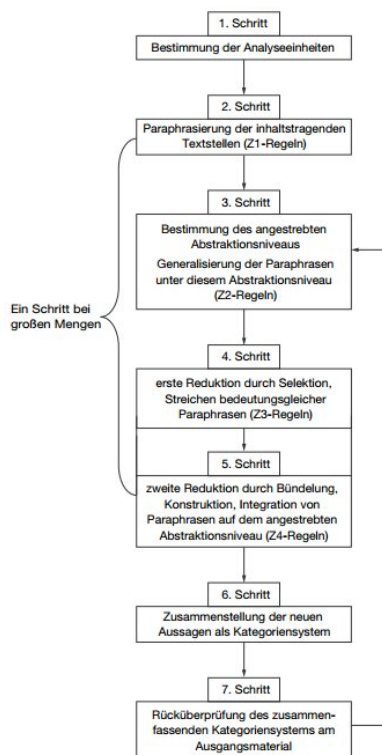 1. Schritt
Bestimmung der Analyseeinheiten
2. Schritt
Paraphrasierung der inhaltstragenden
Textstellen (Z1-Regeln)
3. Schritt
Bestimmung des angestrebten
Abstraktionsniveaus
Generalisierung der Paraphrasen
unter diesem Abstraktionsniveau
(Z2-Regeln)
Ein Schritt bei
großen Mengen
4. Schritt
erste Reduktion durch Selektion,
Streichen bedeutungsgleicher
Paraphrasen (Z3-Regeln)
5. Schritt
zweite Reduktion durch Bündelung,
Konstruktion, Integration von
Paraphrasen auf dem angestrebten
Abstraktionsniveau (Z4-Regeln)
6. Schritt
Zusammenstellung der neuen
Aussagen als Kategoriensystem
7. Schritt
Rücküberprüfung des zusammen-
fassenden Kategoriensystems am
Ausgangsmaterial